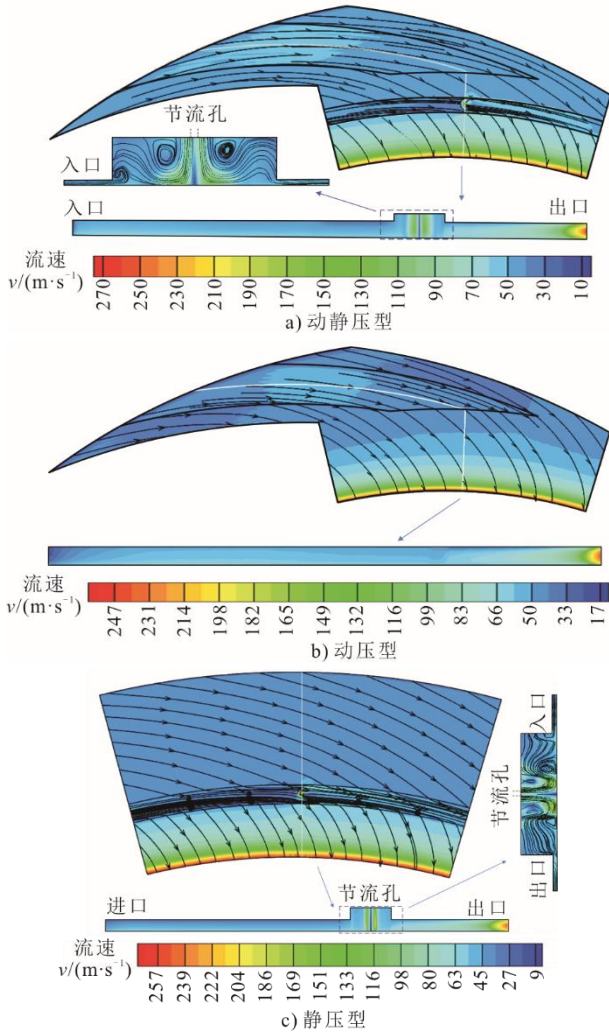 节流孔
入口
入口
出口
流速
v/(m·s⁻¹)
270 250 230 210 190 170 150 130 110 90 70 50 30 10
a) 动静压型
流速
v/(m·s⁻¹)
247 231 214 198 182 165 149 132 116 99 83 66 50 33 17
b) 动压型
入口
节流孔
出口
进口
节流孔
出口
流速
v/(m·s⁻¹)
257 239 222 204 186 169 151 133 116 98 80 63 45 27 9
c) 静压型